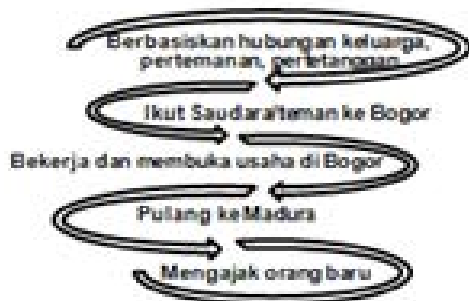 Berbasiskan hubungan keluarga,
pertemanan, pertetanggan
Ikut Saudara/teman ke Bogor
Bekerja dan membuka usaha di Bogor
Pulang ke Madura
Mengajak orang baru